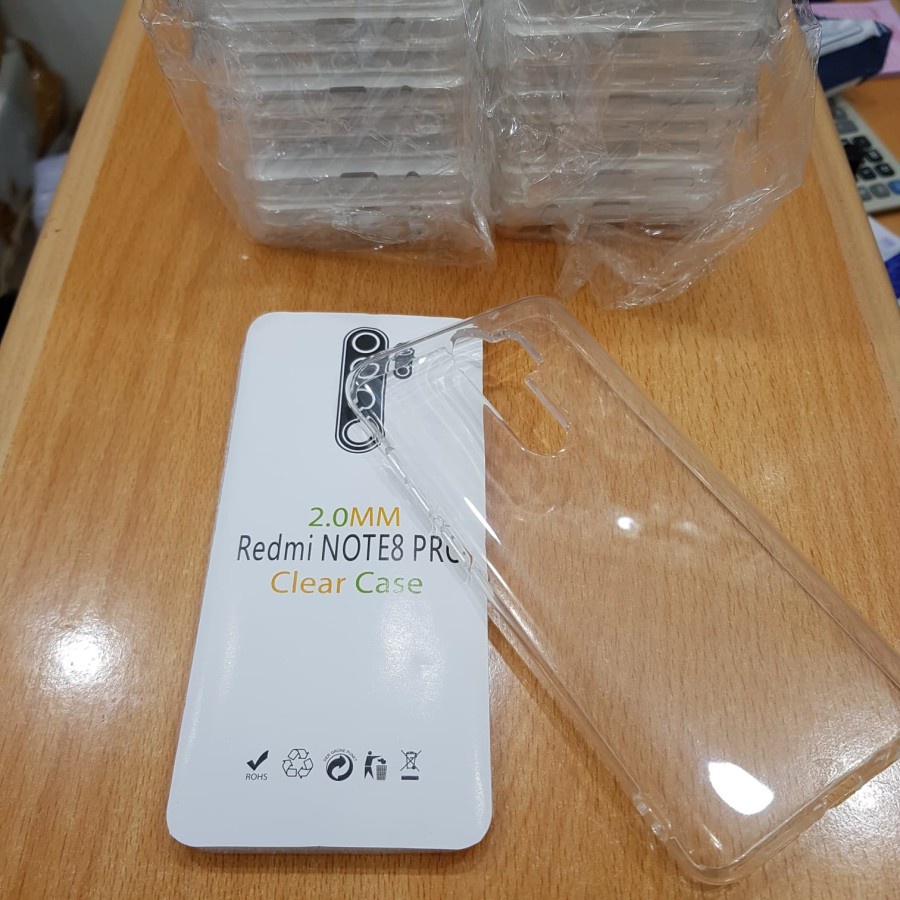 2.0MM
Redmi NOTE8 PRO
Clear Case
ROHS